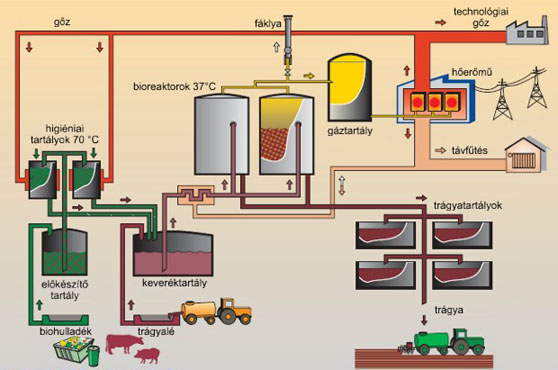 gőz
fáklya
technológiai
gőz
bioreaktorok 37°C
hőerőmű
gáztartály
higiéniai
tartályok 70 °C
távfűtés
trágyatartályok
előkészítő
tartály
keveréktartály
biohulladék
trágyalé
trágya